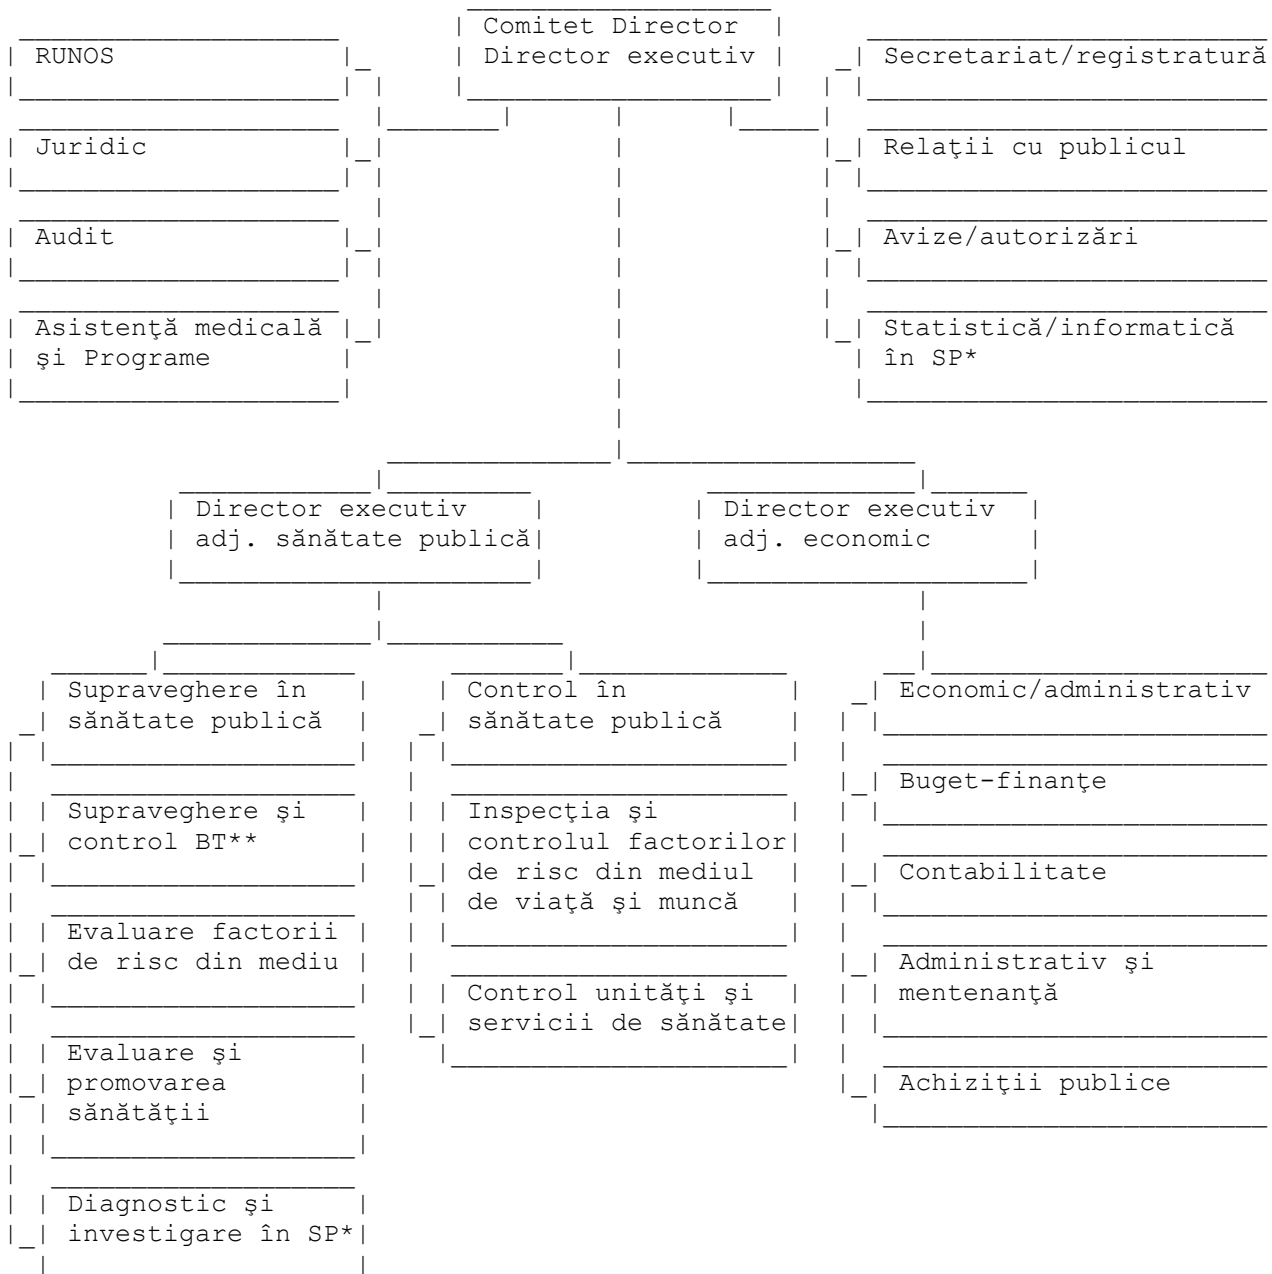 Comitet Director
Director executiv
RUNOS
Juridic
Audit
Asistenţă medicală
şi Programe
Secretariat/registratură
Relaţii cu publicul
Avize/autorizări
Statistică/informatică
în SP*
Director executiv
adj. sănătate publică
Director executiv
adj. economic
Supraveghere în
sănătate publică
Supraveghere şi
control BT**
Evaluare factorii
de risc din mediu
Evaluare şi
promovarea
sănătăţii
Diagnostic şi
investigare în SP*
Control în
sănătate publică
Inspecţia şi
controlul factorilor
de risc din mediul
de viaţă şi muncă
Control unităţi şi
servicii de sănătate
Economic/administrativ
Buget-finanţe
Contabilitate
Administrativ şi
mentenanţă
Achiziţii publice